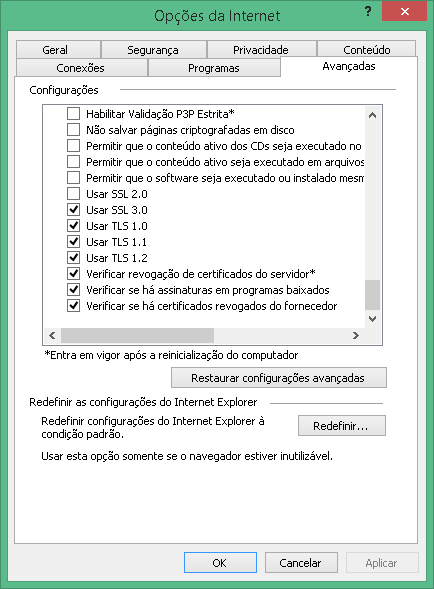 Opções da Internet
?
Geral
Segurança
Privacidade
Conteúdo
Conexões
Programas
Avançadas
Configurações
Habilitar Validação P3P Estrita*
Não salvar páginas criptografadas em disco
Permitir que o conteúdo ativo dos CDs seja executado no
Permitir que o conteúdo ativo seja executado em arquivos
Permitir que o software seja executado ou instalado mesm
Usar SSL 2.0
Usar SSL 3.0
Usar TLS 1.0
Usar TLS 1.1
Usar TLS 1.2
Verificar revogação de certificados do servidor*
Verificar se há assinaturas em programas baixados
Verificar se há certificados revogados do fornecedor
*Entra em vigor após a reinicialização do computador
Restaurar configurações avançadas
Redefinir as configurações do Internet Explorer
Redefinir configurações do Internet Explorer à
condição padrão.
Redefinir...
Usar esta opção somente se o navegador estiver inutilizável.
OK
Cancelar
Aplicar